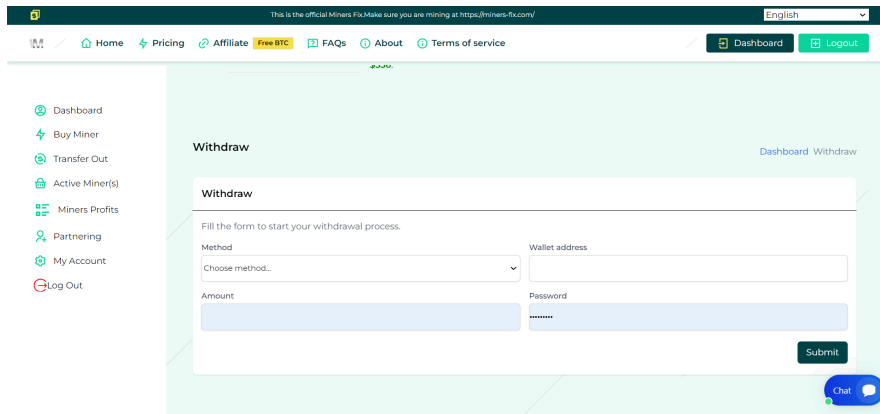 This is the official Miners Fix.Make sure you are mining at https://miners-fix.com/
English
Home
Pricing
Affiliate
Free BTC
FAQs
About
Terms of service
Dashboard
Logout
Dashboard
Buy Miner
Transfer Out
Active Miner(s)
Miners Profits
Partnering
My Account
Log Out
Withdraw
Dashboard Withdraw
Withdraw
Fill the form to start your withdrawal process.
Method
Wallet address
Choose method...
Amount
Password
Submit
Chat